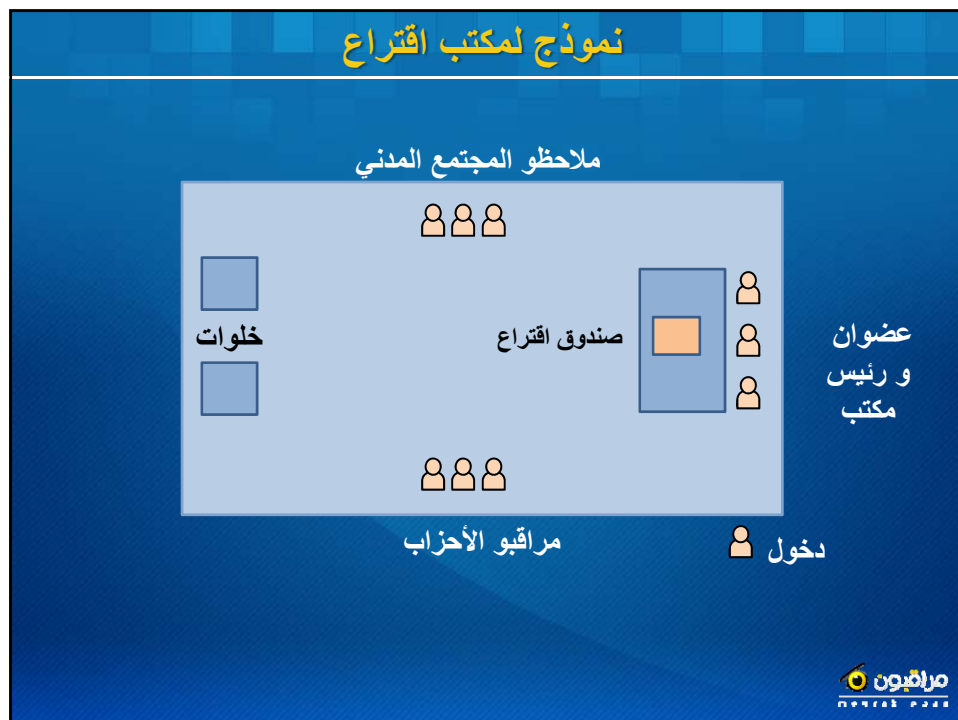 نموذج لمكتب اقتراع
ملاحظو المجتمع المدني
خلوات
صندوق اقتراع
عضوان
و رئيس
مكتب
مراقبو الأحزاب
دخول
مراقبون